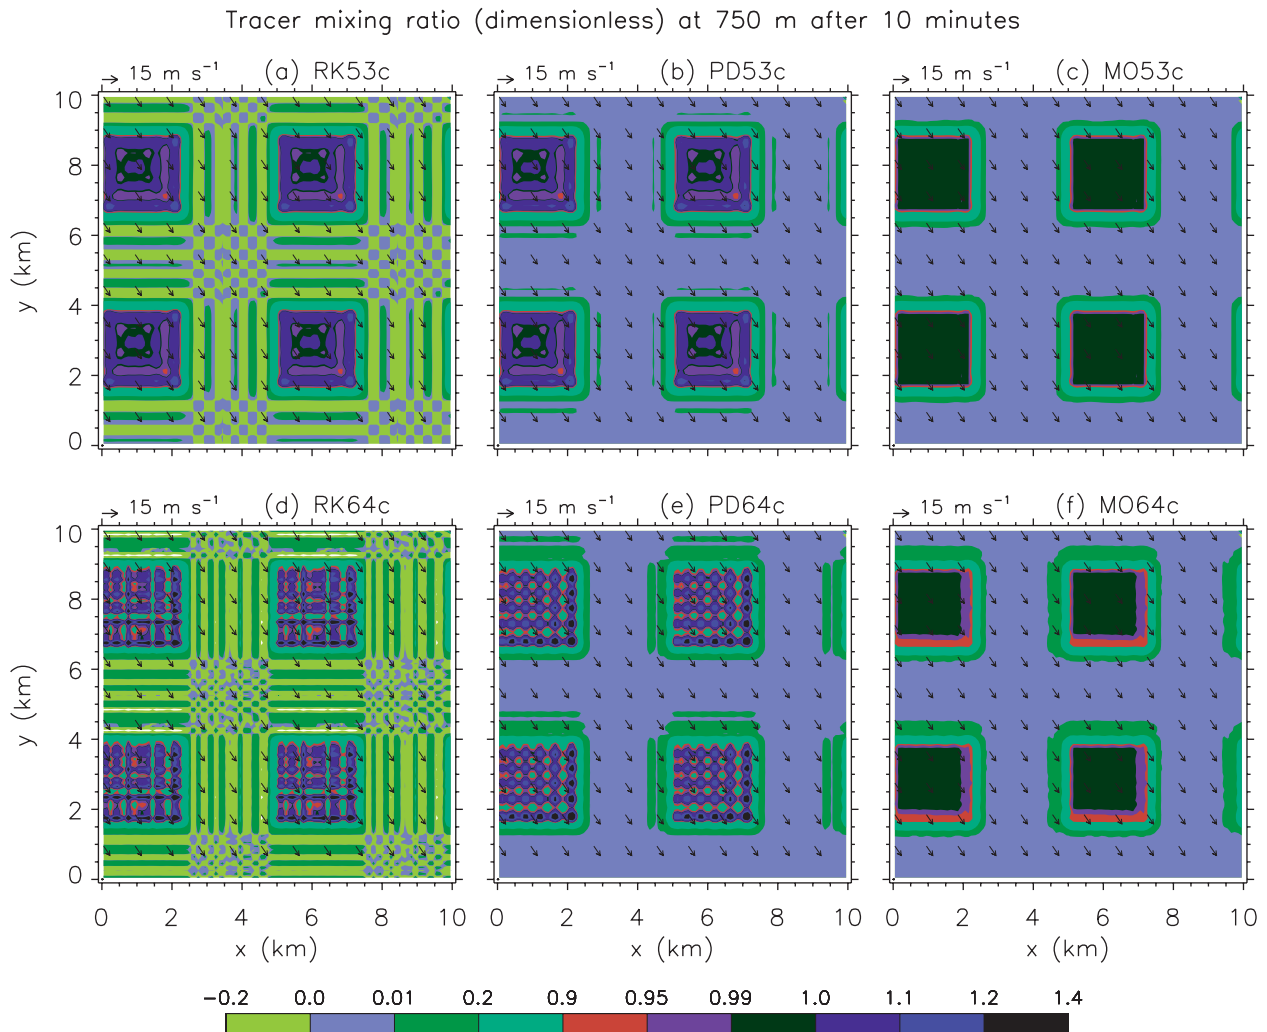 Tracer mixing ratio (dimensionless) at 750 m after 10 minutes
15 m s⁻¹ (a) RK53c
15 m s⁻¹ (b) PD53c
15 m s⁻¹ (c) MO53c
10
8
6
4
2
0
y (km)
15 m s⁻¹ (d) RK64c
15 m s⁻¹ (e) PD64c
15 m s⁻¹ (f) MO64c
10
8
6
4
2
0
y (km)
0 2 4 6 8 10
0 2 4 6 8 10
0 2 4 6 8 10
x (km)
x (km)
x (km)
−0.2 0.0 0.01 0.2 0.9 0.95 0.99 1.0 1.1 1.2 1.4